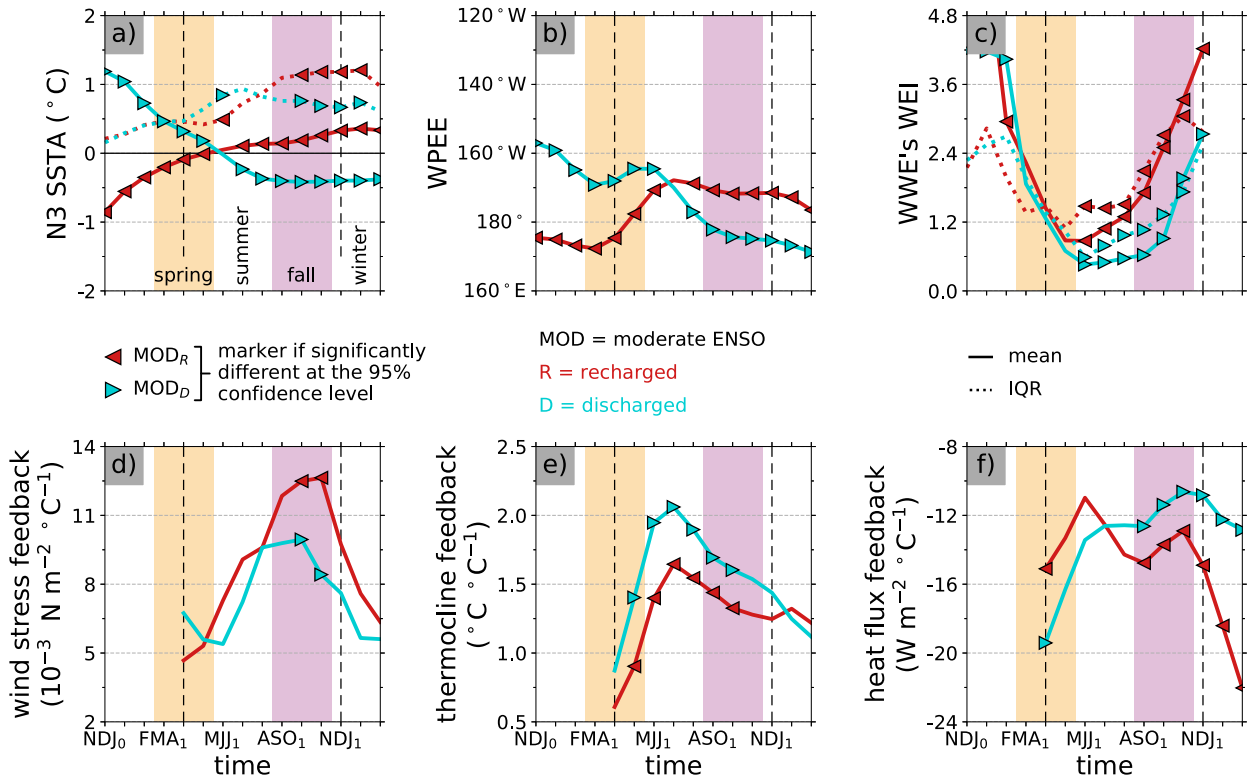 a)
N3 SSTA (°C)
2
1
0
-1
-2
spring
summer
fall
winter
b)
WPEE
120°W
140°W
160°W
180°W
160°E
c)
WWE's WEI
4.8
3.6
2.4
1.2
0.0
MOD_R
MOD_D
marker if significantly
different at the 95%
confidence level
MOD = moderate ENSO
R = recharged
D = discharged
mean
IQR
d)
wind stress feedback
(10⁻³ N m⁻² °C⁻¹)
14
11
8
5
2
NDJ₀ FMA₁ MJJ₁ ASO₁ NDJ₁
time
e)
thermocline feedback
(°C °C⁻¹)
2.5
2.0
1.5
1.0
0.5
NDJ₀ FMA₁ MJJ₁ ASO₁ NDJ₁
time
f)
heat flux feedback
(W m⁻² °C⁻¹)
-8
-12
-16
-20
-24
NDJ₀ FMA₁ MJJ₁ ASO₁ NDJ₁
time